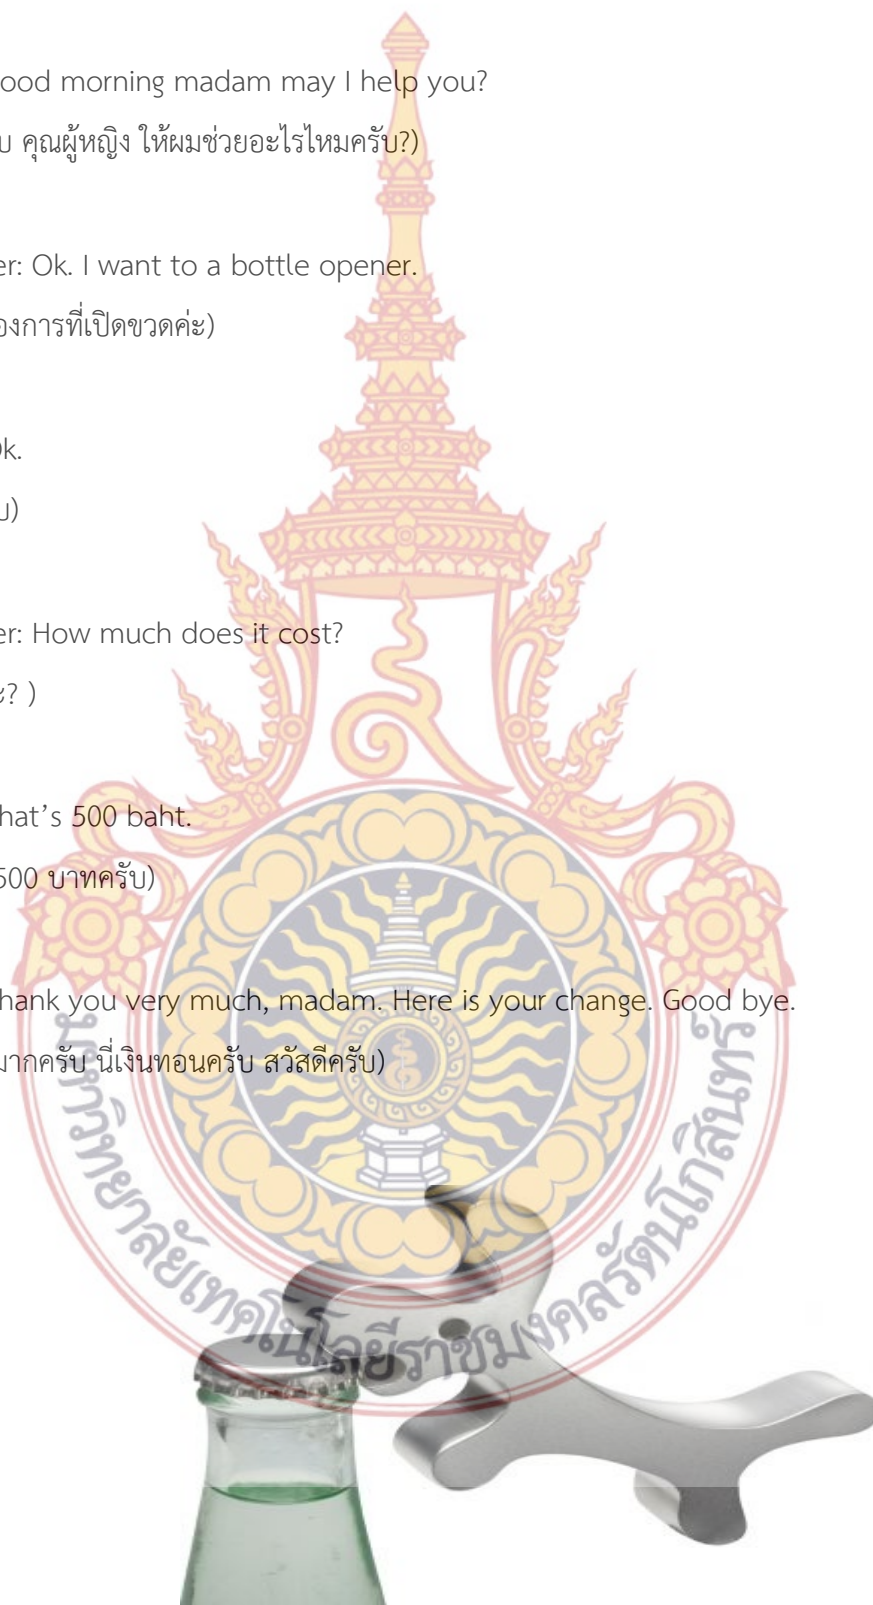 ood morning madam may I help you?
บ คุณผู้หญิง ให้ผมช่วยอะไรไหมครับ?)
er: Ok. I want to a bottle opener.
องการที่เปิดขวดค่ะ)
Ok.
บ)
er: How much does it cost?
ะ? )
hat's 500 baht.
500 บาทครับ)
hank you very much, madam. Here is your change. Good bye.
มากครับ นี่เงินทอนครับ สวัสดีครับ)
มหาวิทยาลัยเทคโนโลยีราชมงคลรัตนโกสินทร์